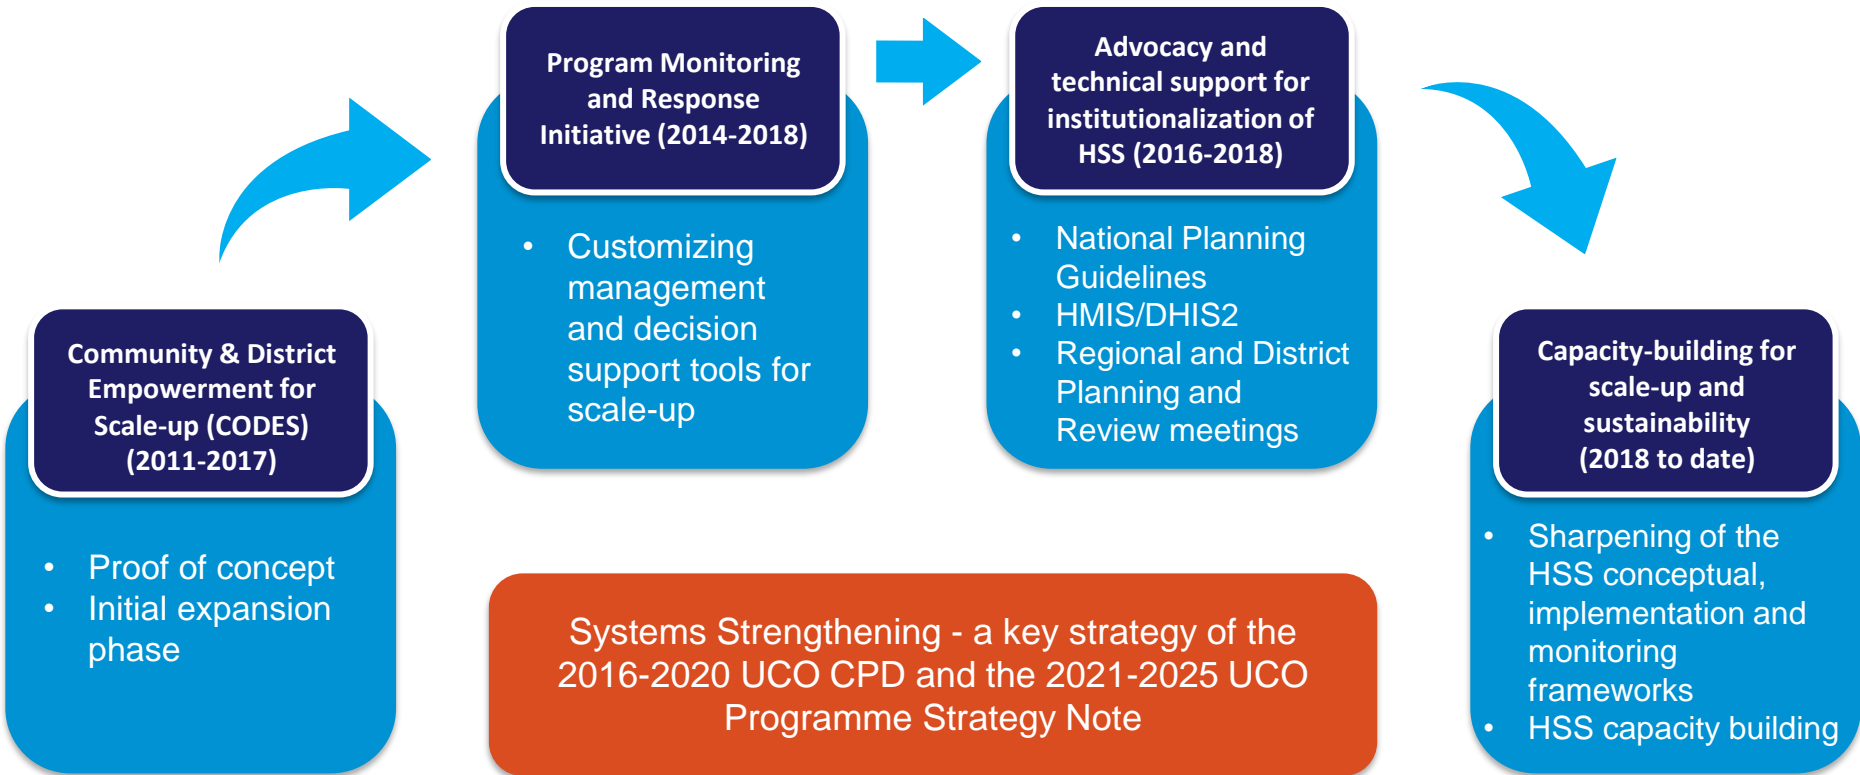 Community & District
Empowerment for
Scale-up (CODES)
(2011-2017)
• Proof of concept
• Initial expansion
phase
Program Monitoring
and Response
Initiative (2014-2018)
• Customizing
management
and decision
support tools for
scale-up
Advocacy and
technical support for
institutionalization of
HSS (2016-2018)
• National Planning
Guidelines
• HMIS/DHIS2
• Regional and District
Planning and
Review meetings
Capacity-building for
scale-up and
sustainability
(2018 to date)
• Sharpening of the
HSS conceptual,
implementation and
monitoring
frameworks
• HSS capacity building
Systems Strengthening - a key strategy of the
2016-2020 UCO CPD and the 2021-2025 UCO
Programme Strategy Note